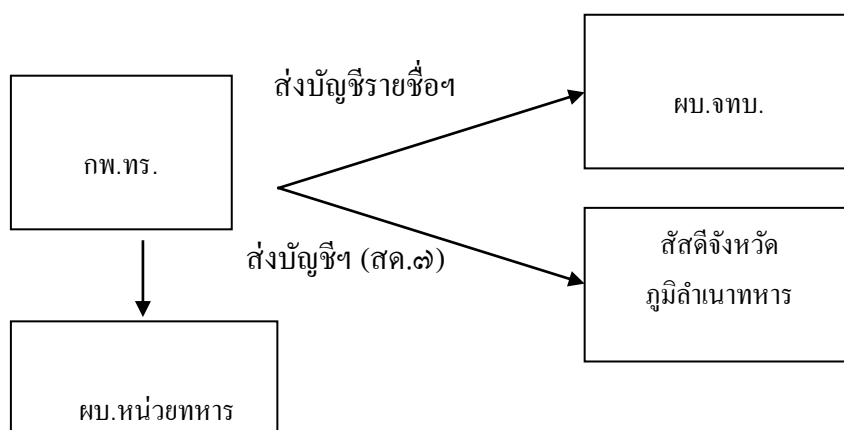 ส่งบัญชีรายชื่อฯ
ผบ.จทบ.
กพ.ทร.
ส่งบัญชีฯ (สด.๗)
สัสดีจังหวัด
ภูมิลำเนาทหาร
ผบ.หน่วยทหาร